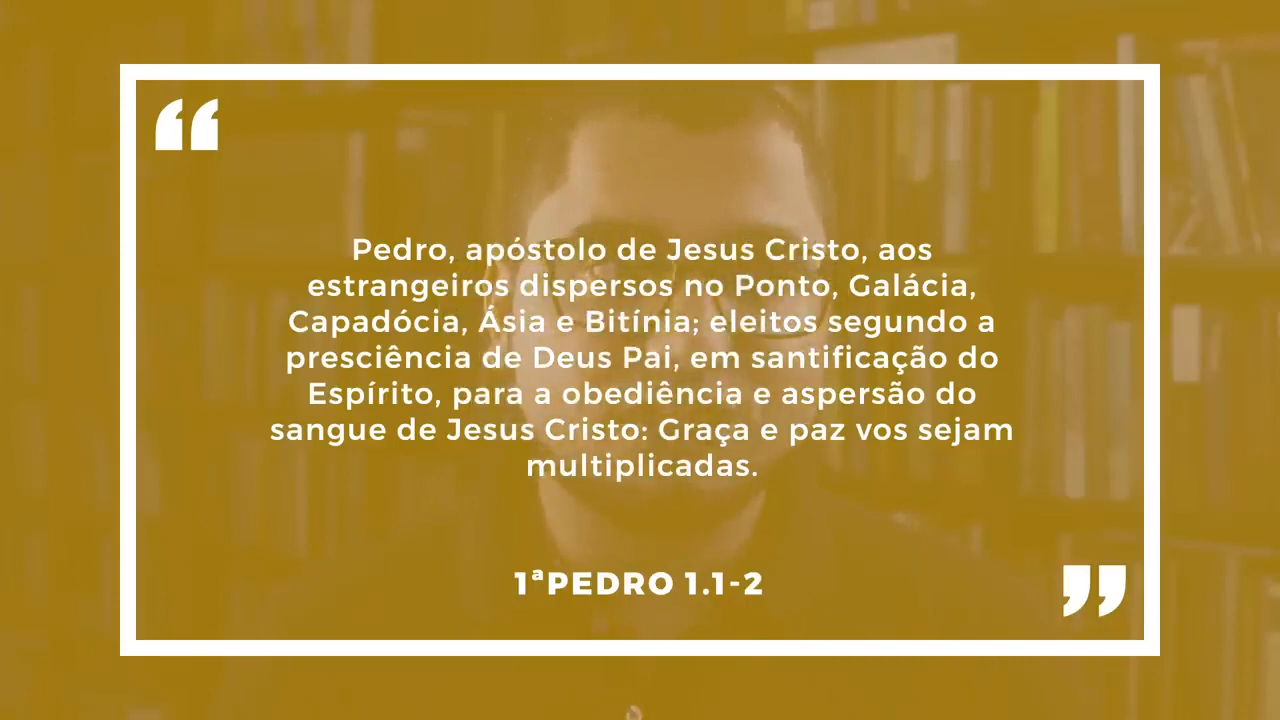 “
Pedro, apóstolo de Jesus Cristo, aos
estrangeiros dispersos no Ponto, Galácia,
Capadócia, Ásia e Bitínia; eleitos segundo a
presciência de Deus Pai, em santificação do
Espírito, para a obediência e aspersão do
sangue de Jesus Cristo: Graça e paz vos sejam
multiplicadas.
1ªPEDRO 1.1-2
”